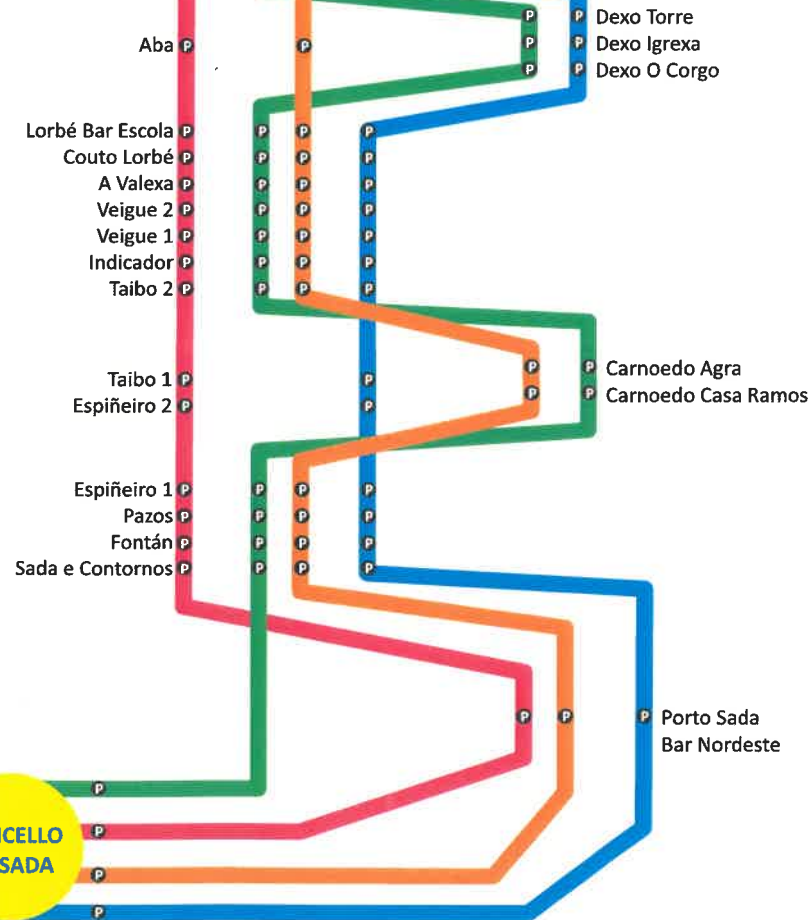 Dexo Torre
Aba
Dexo Igrexa
Dexo O Corgo
Lorbé Bar Escola
Couto Lorbé
A Valexa
Veigue 2
Veigue 1
Indicador
Taibo 2
Carnoedo Agra
Taibo 1
Carnoedo Casa Ramos
Espiñeiro 2
Espiñeiro 1
Pazos
Fontán
Sada e Contornos
Porto Sada
Bar Nordeste
SADA